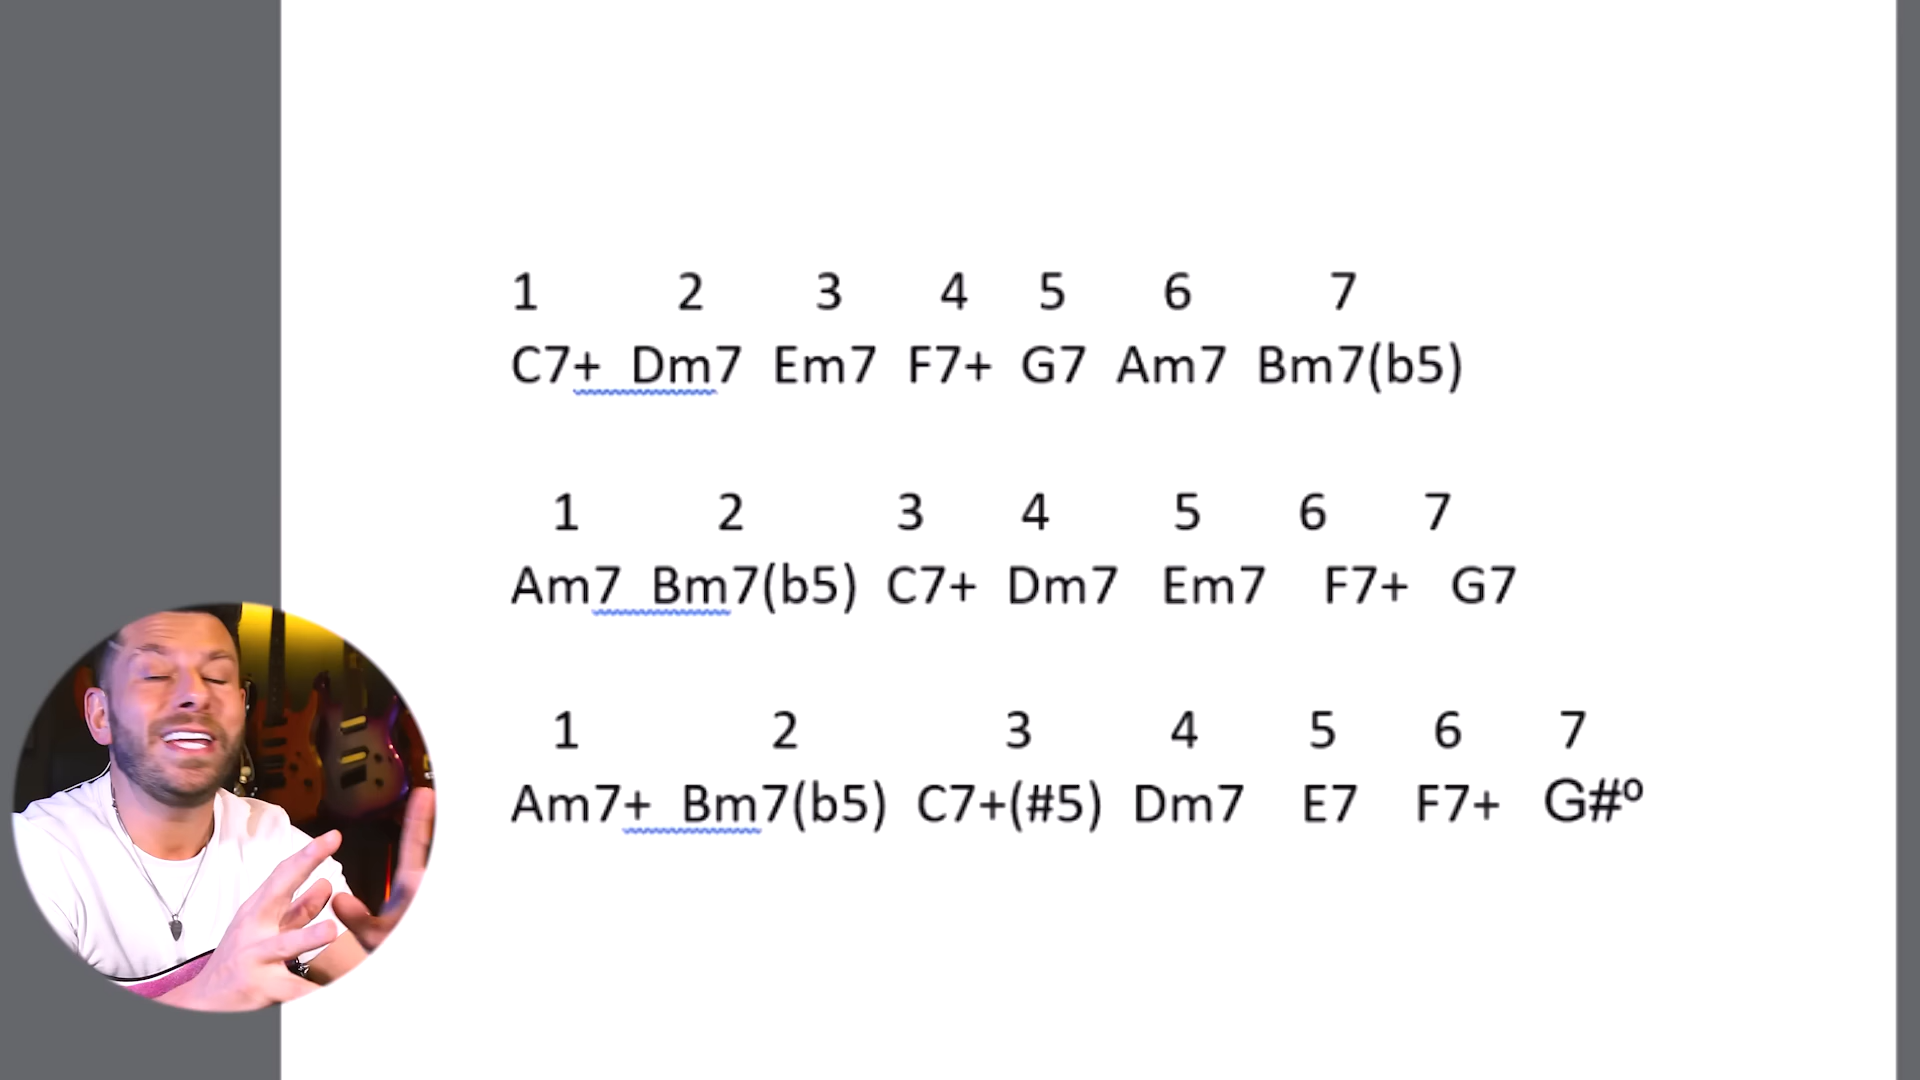 1 2 3 4 5 6 7
C7+ Dm7 Em7 F7+ G7 Am7 Bm7(b5)
1 2 3 4 5 6 7
Am7 Bm7(b5) C7+ Dm7 Em7 F7+ G7
1 2 3 4 5 6 7
Am7+ Bm7(b5) C7+(#5) Dm7 E7 F7+ G#º